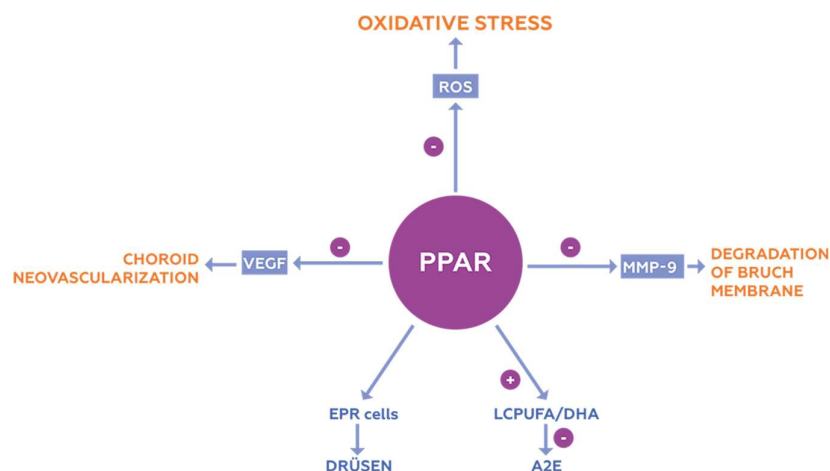 OXIDATIVE STRESS
ROS
-
CHOROID
NEOVASCULARIZATION
VEGF
-
PPAR
-
MMP-9
DEGRADATION
OF BRUCH
MEMBRANE
+
EPR cells
LCPUFA/DHA
-
DRÜSEN
A2E